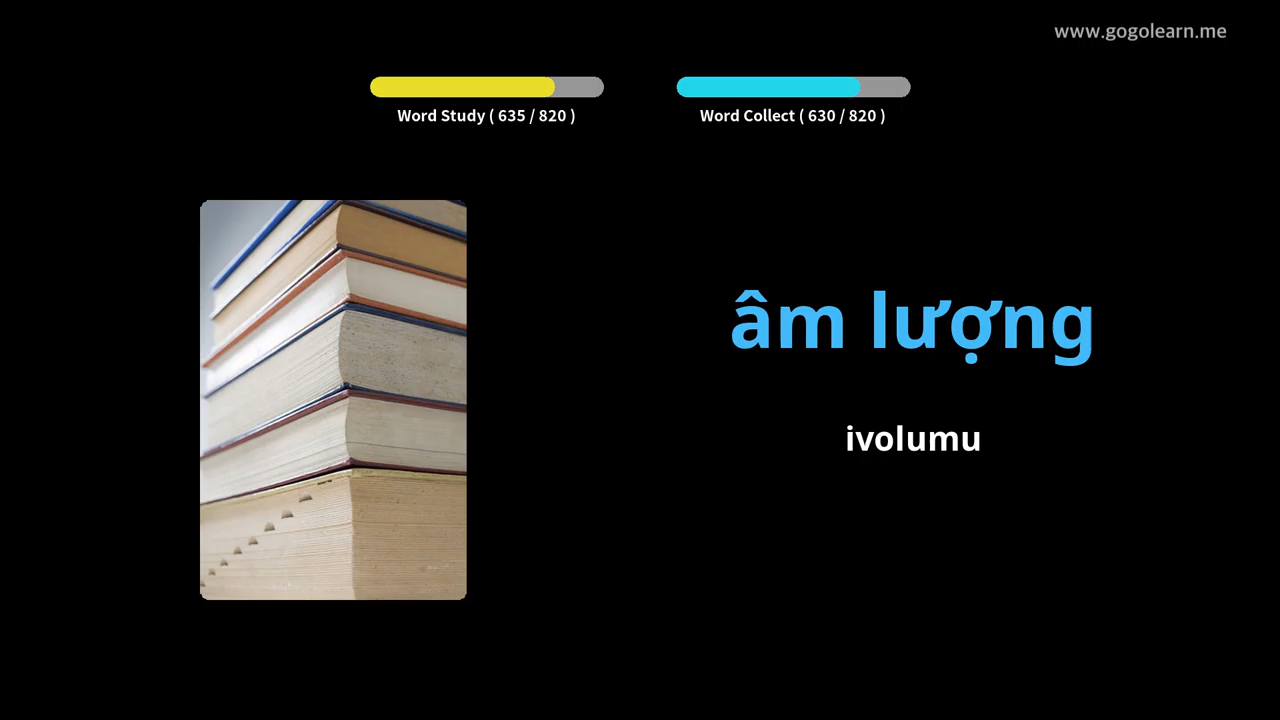 www.gogolearn.me
Word Study ( 635 / 820 )
Word Collect ( 630 / 820 )
âm lượng
ivolumu